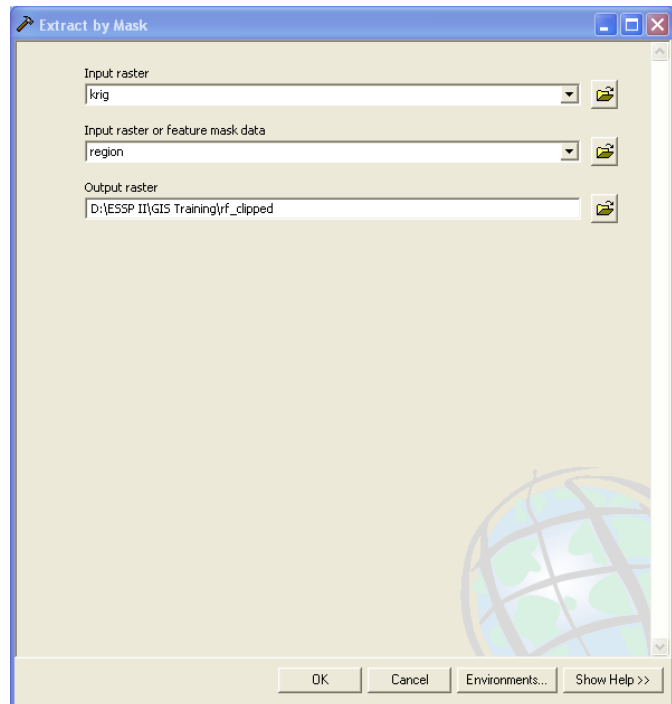 Extract by Mask
Input raster
krig
Input raster or feature mask data
region
Output raster
D:\ESSP II\GIS Training\rf_clipped
OK Cancel Environments... Show Help >>